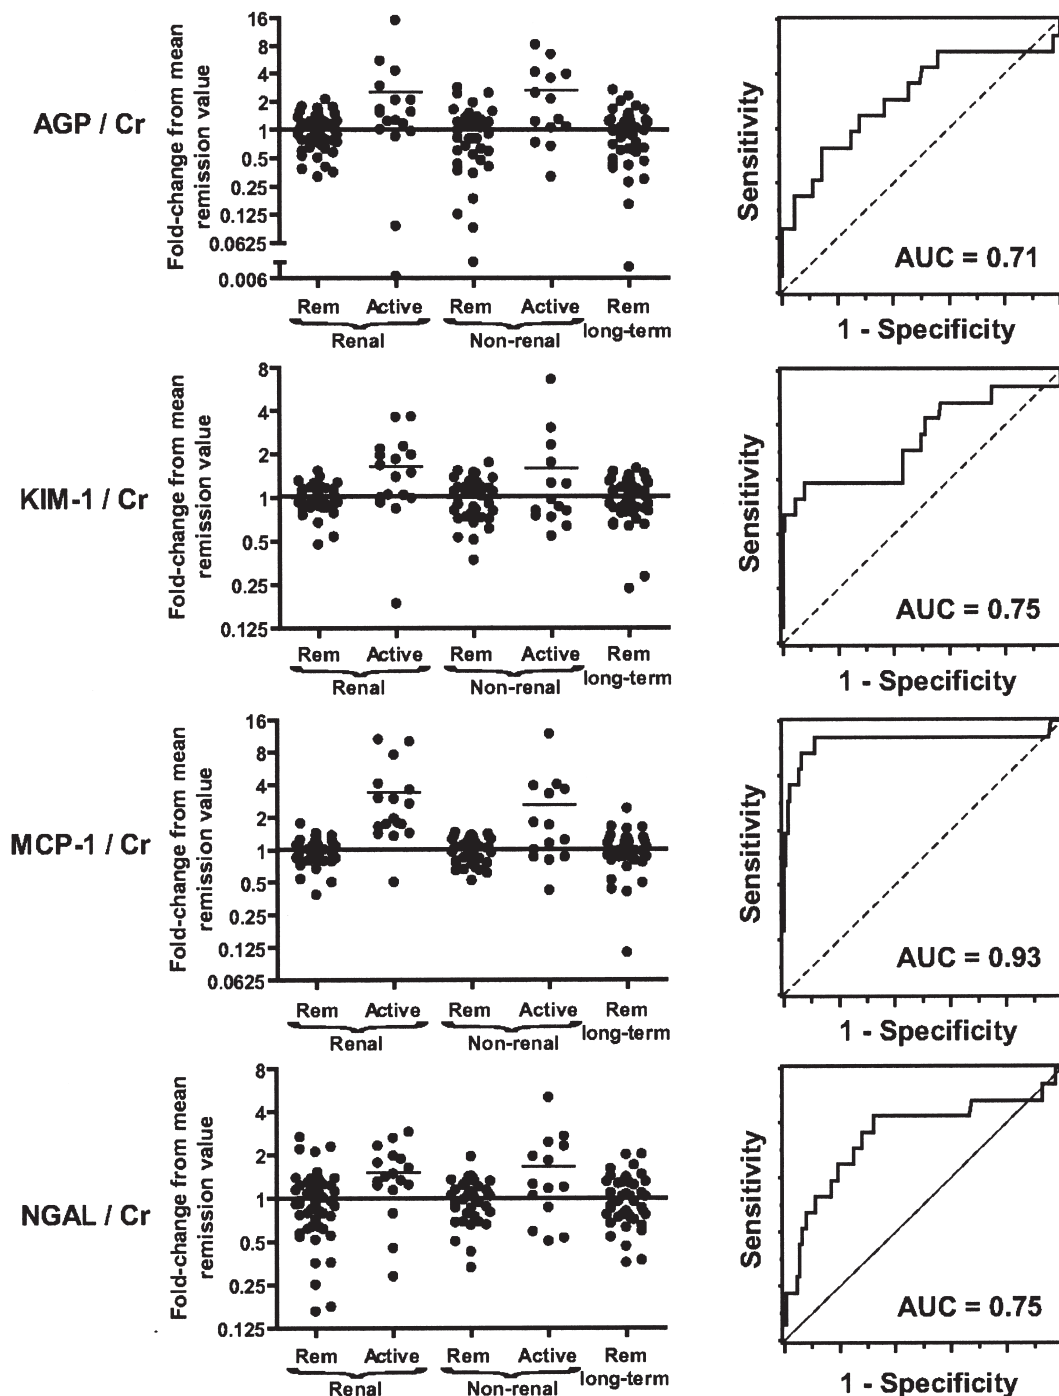 AGP / Cr
Fold-change from mean
remission value
16
8
4
2
1
0.5
0.25
0.125
0.0625
0.006
Rem Active Rem Active Rem
long-term
Renal Non-renal
Sensitivity
AUC = 0.71
1 - Specificity
KIM-1 / Cr
Fold-change from mean
remission value
8
4
2
1
0.5
0.25
0.125
Rem Active Rem Active Rem
long-term
Renal Non-renal
Sensitivity
AUC = 0.75
1 - Specificity
MCP-1 / Cr
Fold-change from mean
remission value
16
8
4
2
1
0.5
0.25
0.125
0.0625
Rem Active Rem Active Rem
long-term
Renal Non-renal
Sensitivity
AUC = 0.93
1 - Specificity
NGAL / Cr
Fold-change from mean
remission value
8
4
2
1
0.5
0.25
0.125
Rem Active Rem Active Rem
long-term
Renal Non-renal
Sensitivity
AUC = 0.75
1 - Specificity